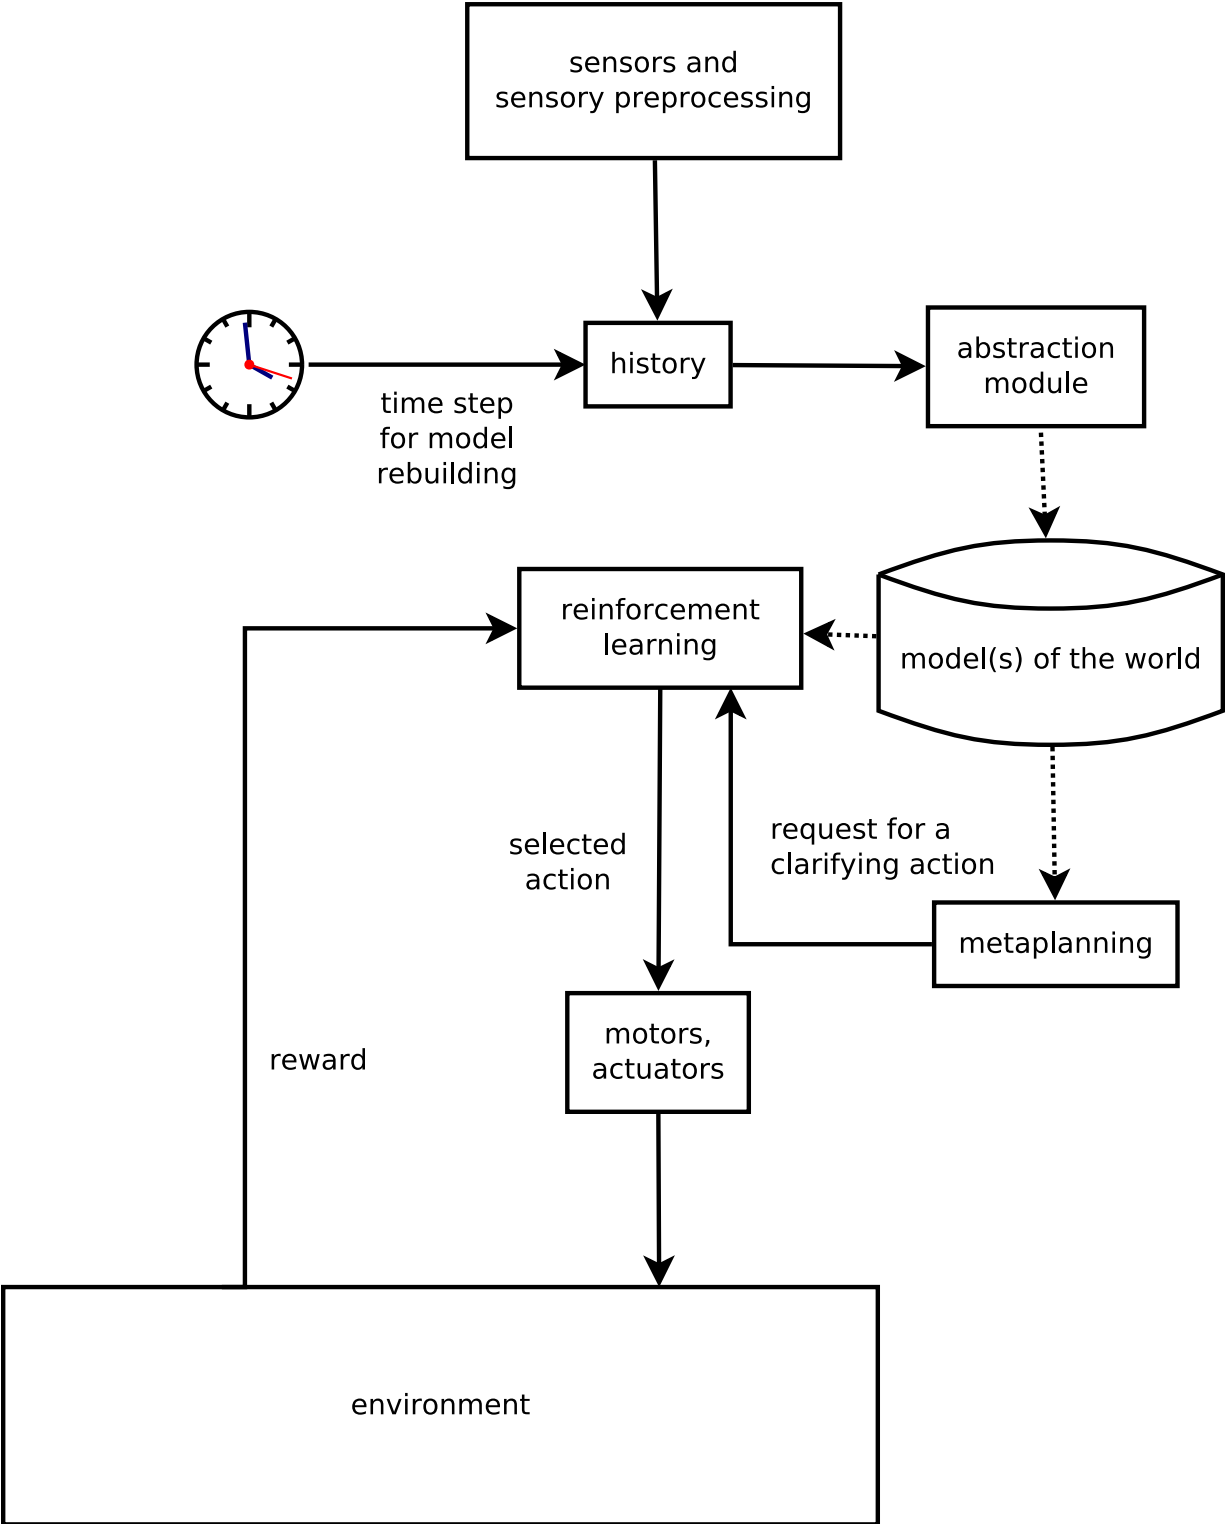 sensors and
sensory preprocessing
history
abstraction
module
time step
for model
rebuilding
reinforcement
learning
model(s) of the world
selected
action
request for a
clarifying action
metaplanning
motors,
actuators
reward
environment